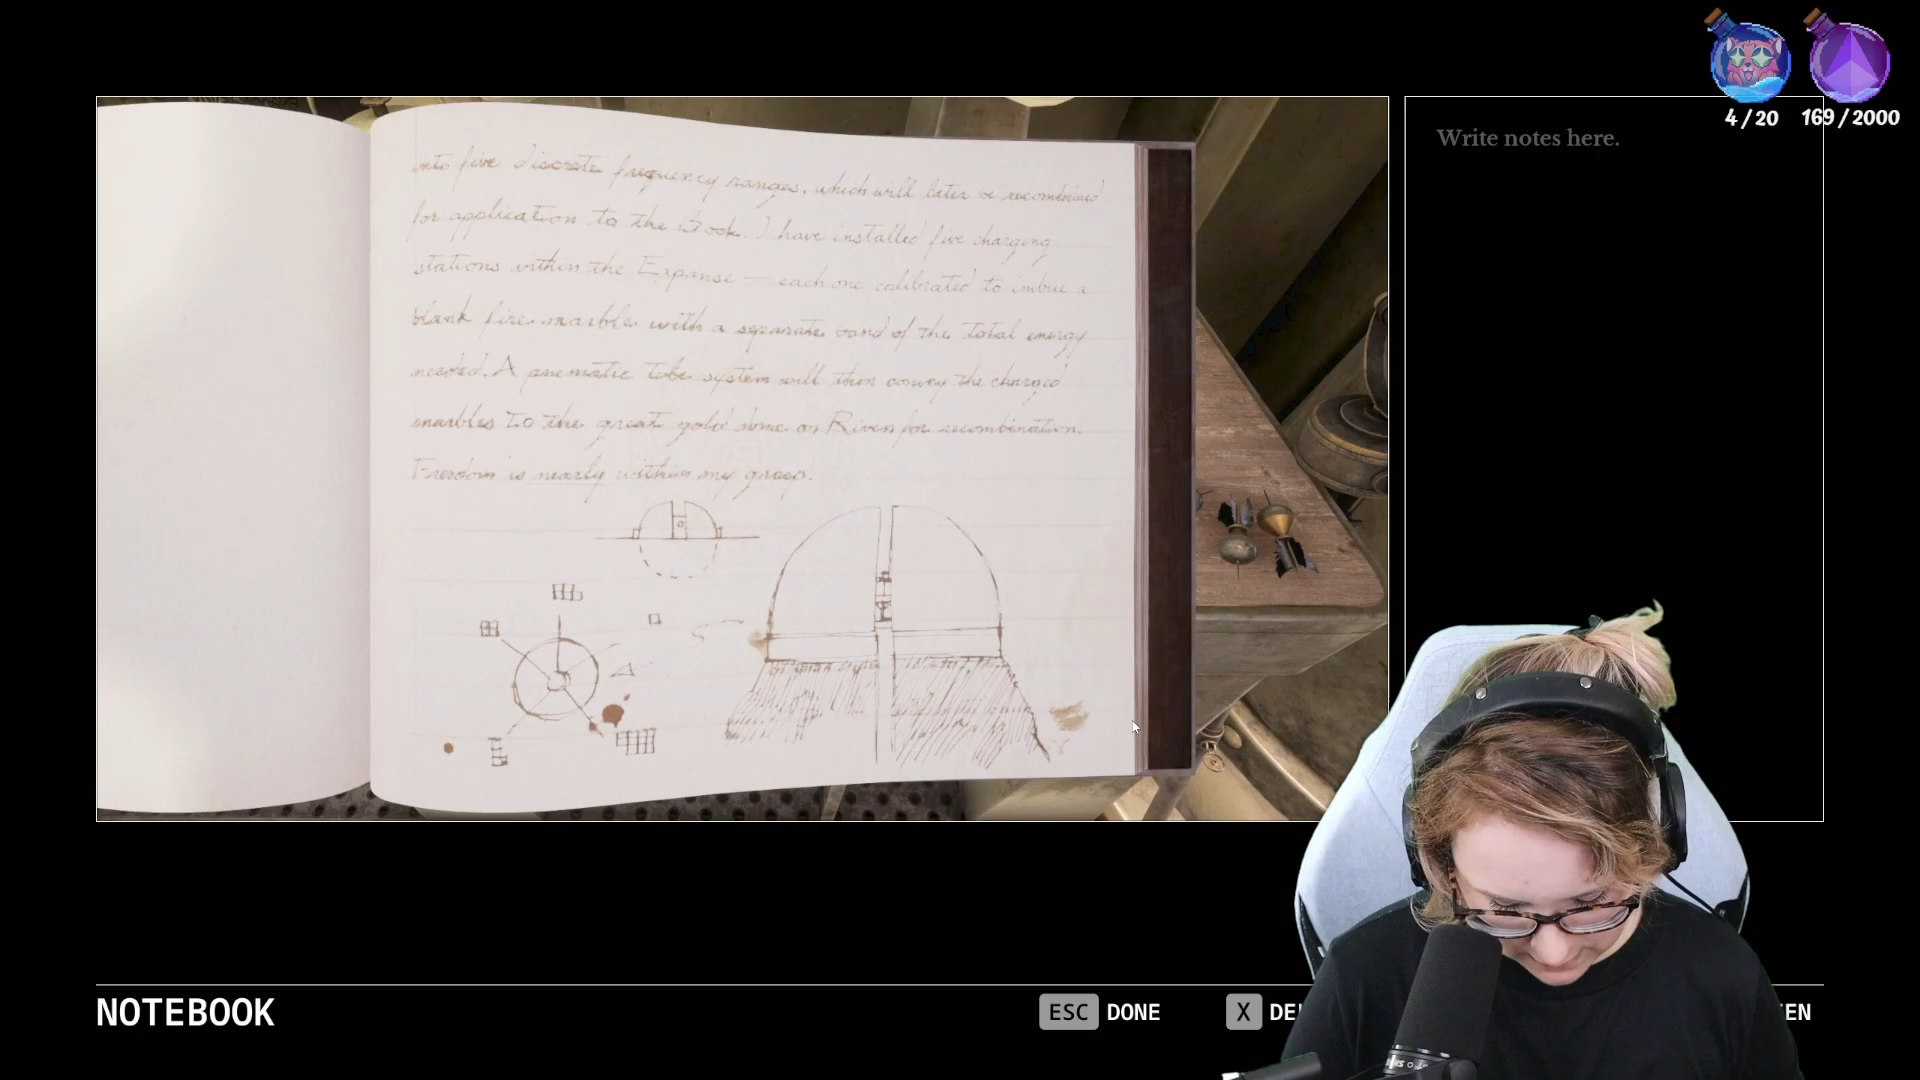 4/20
169/2000
Write notes here.
into five discrete frequency ranges, which will later be recombined
for application to the Book. I have installed five charging
stations within the Expanse — each one calibrated to imbue a
blank fire marble with a separate band of the total energy
needed. A pneumatic tube system will then convey the charged
marbles to the great gold dome on Riven for recombination.
Freedom is nearly within my grasp.
NOTEBOOK
ESC DONE
X